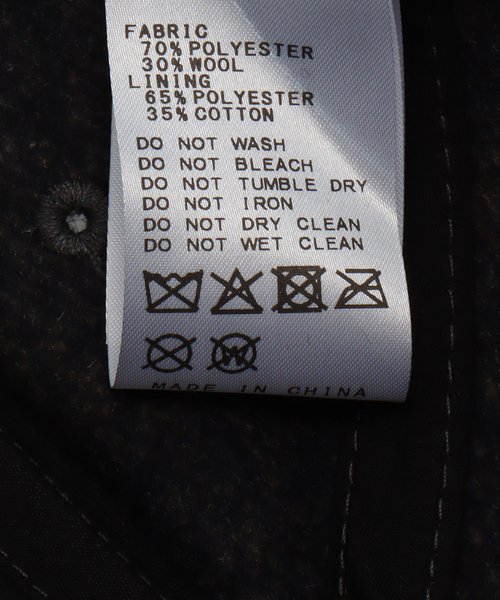 FABRIC
70% POLYESTER
30% WOOL
LINING
65% POLYESTER
35% COTTON
DO NOT WASH
DO NOT BLEACH
DO NOT TUMBLE DRY
DO NOT IRON
DO NOT DRY CLEAN
DO NOT WET CLEAN
W
MADE IN CHINA